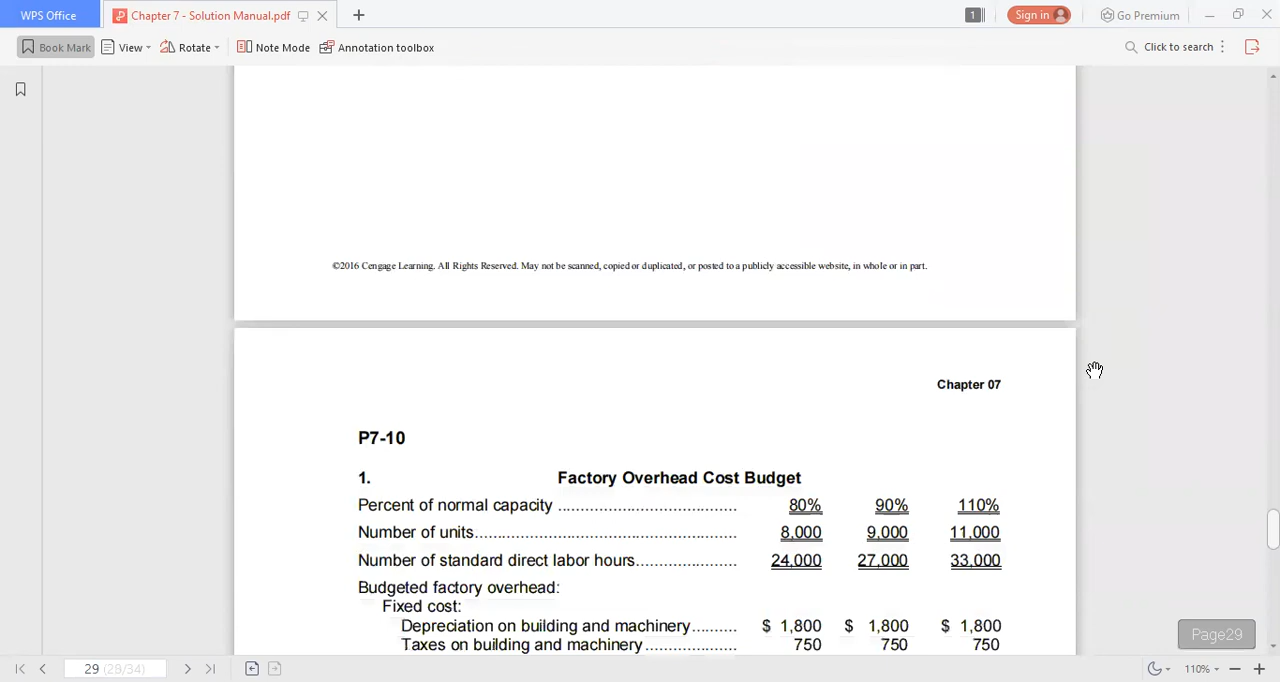 WPS Office
Chapter 7 - Solution Manual.pdf
1
Sign in
Go Premium
Book Mark
View
Rotate
Note Mode
Annotation toolbox
Click to search
©2016 Cengage Learning. All Rights Reserved. May not be scanned, copied or duplicated, or posted to a publicly accessible website, in whole or in part.
Chapter 07
P7-10
1. Factory Overhead Cost Budget
Percent of normal capacity ........................................ 80% 90% 110%
Number of units........................................................... 8,000 9,000 11,000
Number of standard direct labor hours....................... 24,000 27,000 33,000
Budgeted factory overhead:
Fixed cost:
Depreciation on building and machinery.......... $ 1,800 $ 1,800 $ 1,800
Taxes on building and machinery..................... 750 750 750
Page29
29 (29/34)
110%